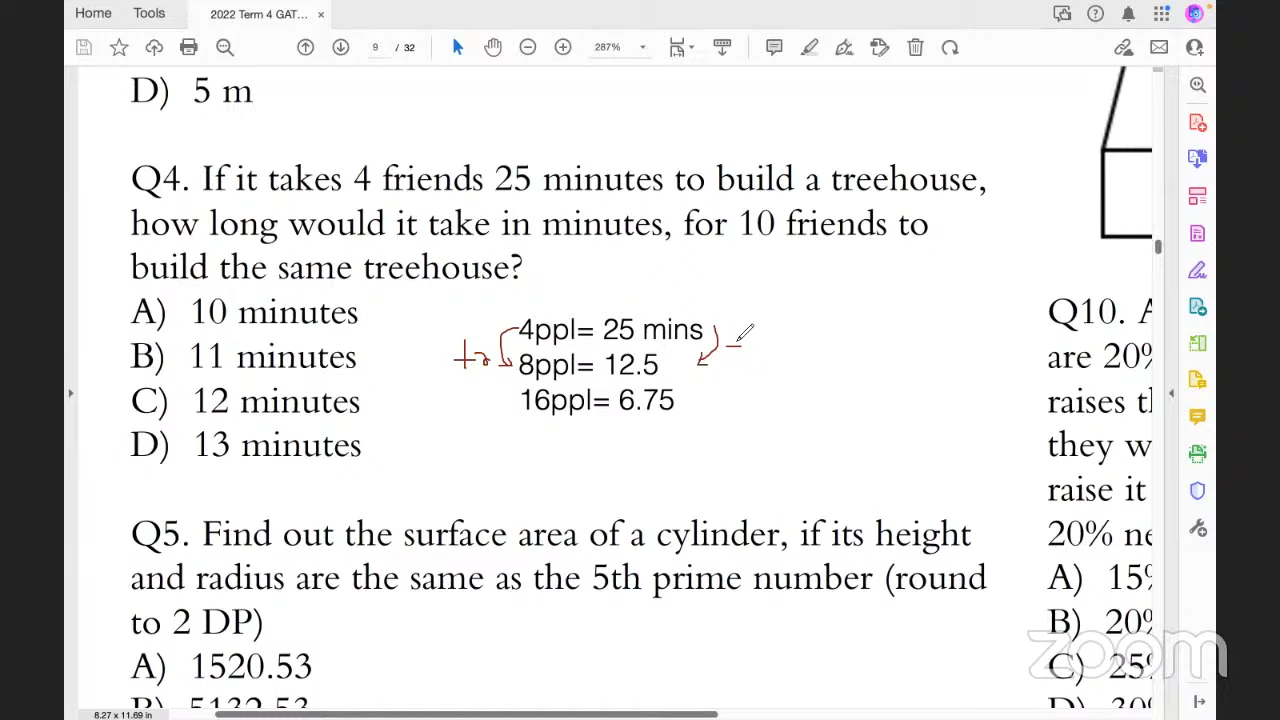 Home Tools 2022 Term 4 GAT... ×
9 / 32 287%
D) 5 m
Q4. If it takes 4 friends 25 minutes to build a treehouse,
how long would it take in minutes, for 10 friends to
build the same treehouse?
A) 10 minutes
B) 11 minutes
C) 12 minutes
D) 13 minutes
4ppl= 25 mins
8ppl= 12.5
16ppl= 6.75
Q5. Find out the surface area of a cylinder, if its height
and radius are the same as the 5th prime number (round
to 2 DP)
A) 1520.53
B) 5132.53
Q10. A
are 20%
raises th
they w
raise it
20% ne
A) 15%
B) 20%
C) 25%
D) 30%
zoom
8.27 x 11.69 in